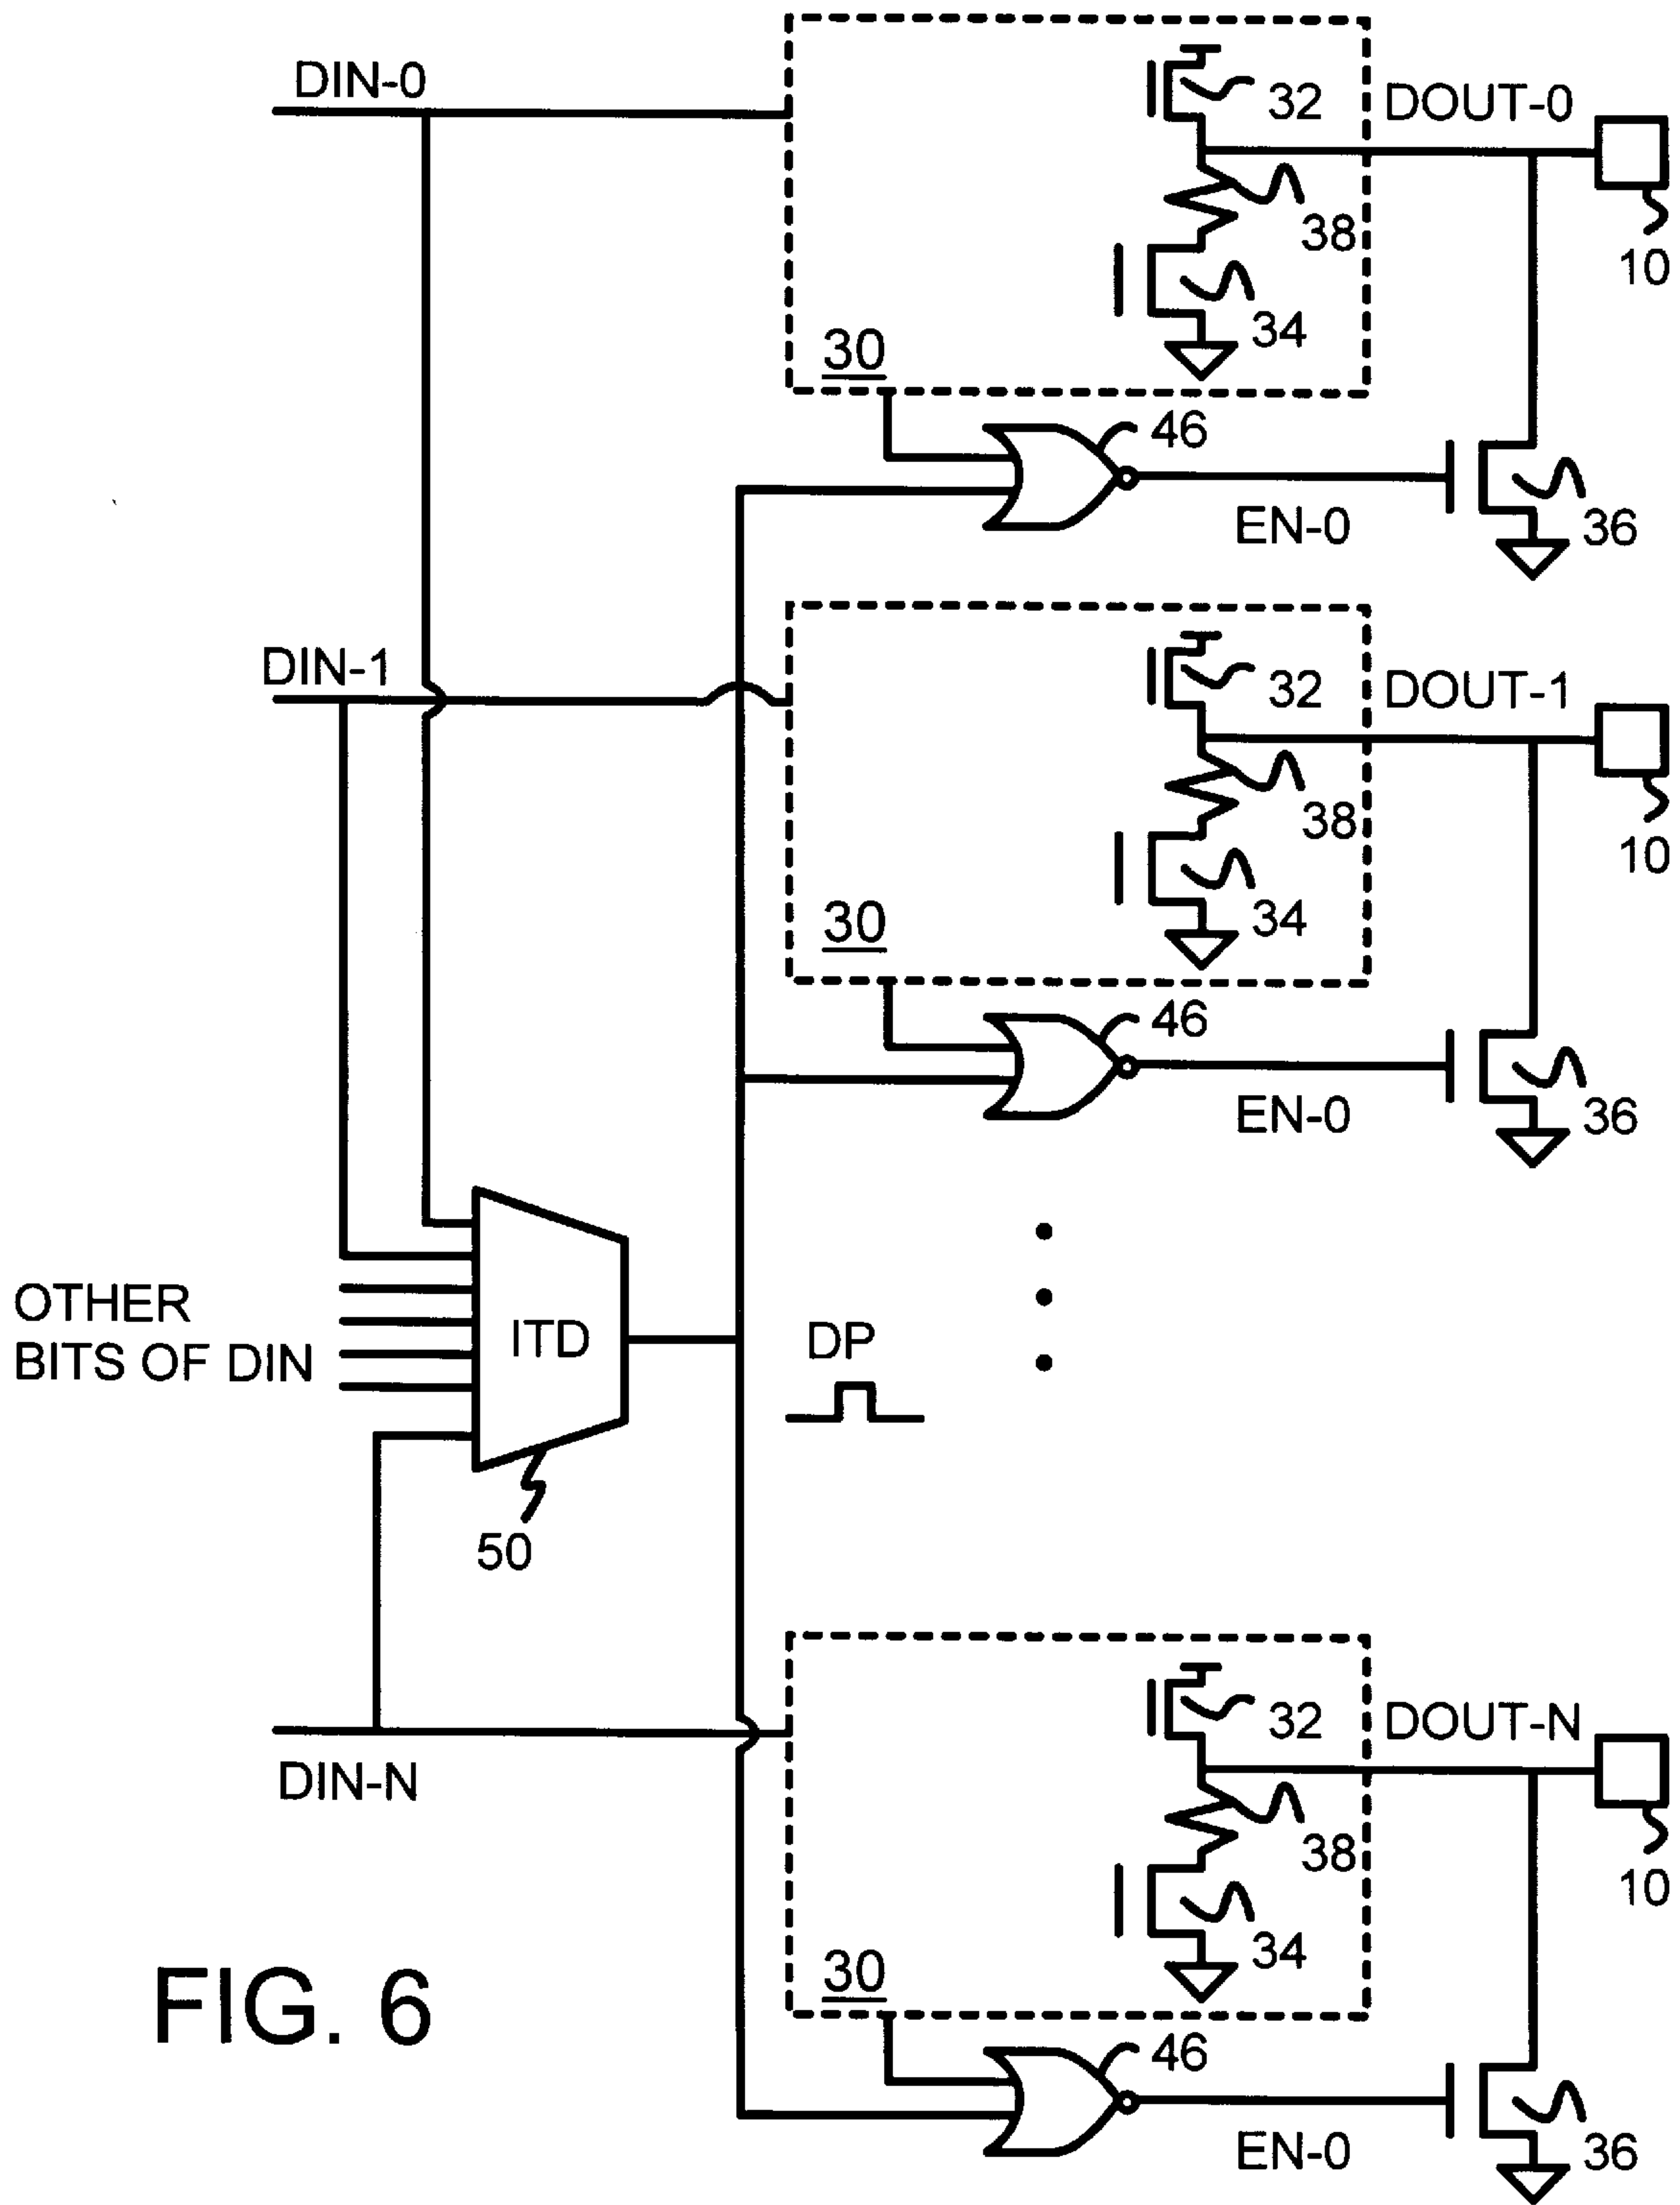 DIN-0
32
DOUT-0
38
10
34
30
46
EN-0
36
DIN-1
32
DOUT-1
38
10
34
30
46
EN-0
36
OTHER
BITS OF DIN
ITD
DP
50
32
DOUT-N
DIN-N
38
10
34
30
46
EN-0
36
FIG. 6